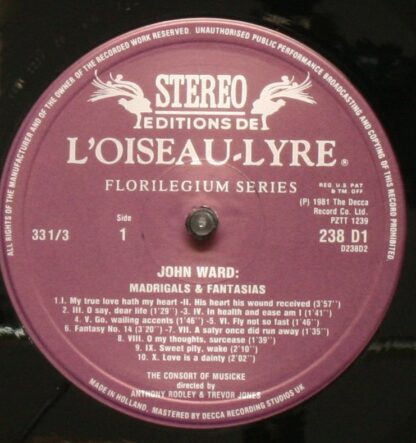 ALL RIGHTS OF THE MANUFACTURER AND OF THE OWNER OF THE RECORDED WORK RESERVED. UNAUTHORISED PUBLIC PERFORMANCE BROADCASTING AND COPYING OF THIS RECORD PROHIBITED
STEREO
EDITIONS DE
L'OISEAU-LYRE®
FLORILEGIUM SERIES
REG. U.S. PAT
& TM. OFF
33 1/3
Side
1
(P) 1981 The Decca
Record Co. Ltd.
PZTT 1239
238 D1
D238D2
JOHN WARD:
MADRIGALS & FANTASIAS
1.I. My true love hath my heart -II. His heart his wound received (3'57'')
2. III. O say, dear life (1'29'') -3. IV. In health and ease am I (1'41'')
4. V. Go, wailing accents (1'46'') -5. VI. Fly not so fast (1'46'')
6. Fantasy No. 14 (3'20'') -7. VII. A satyr once did run away (1'35'')
8. VIII. O my thoughts, surcease (1'39'')
9. IX. Sweet pity, wake (2'10'')
10. X. Love is a dainty (2'02'')
THE CONSORT OF MUSICKE
directed by
ANTHONY ROOLEY & TREVOR JONES
MADE IN HOLLAND. MASTERED BY DECCA RECORDING STUDIOS UK